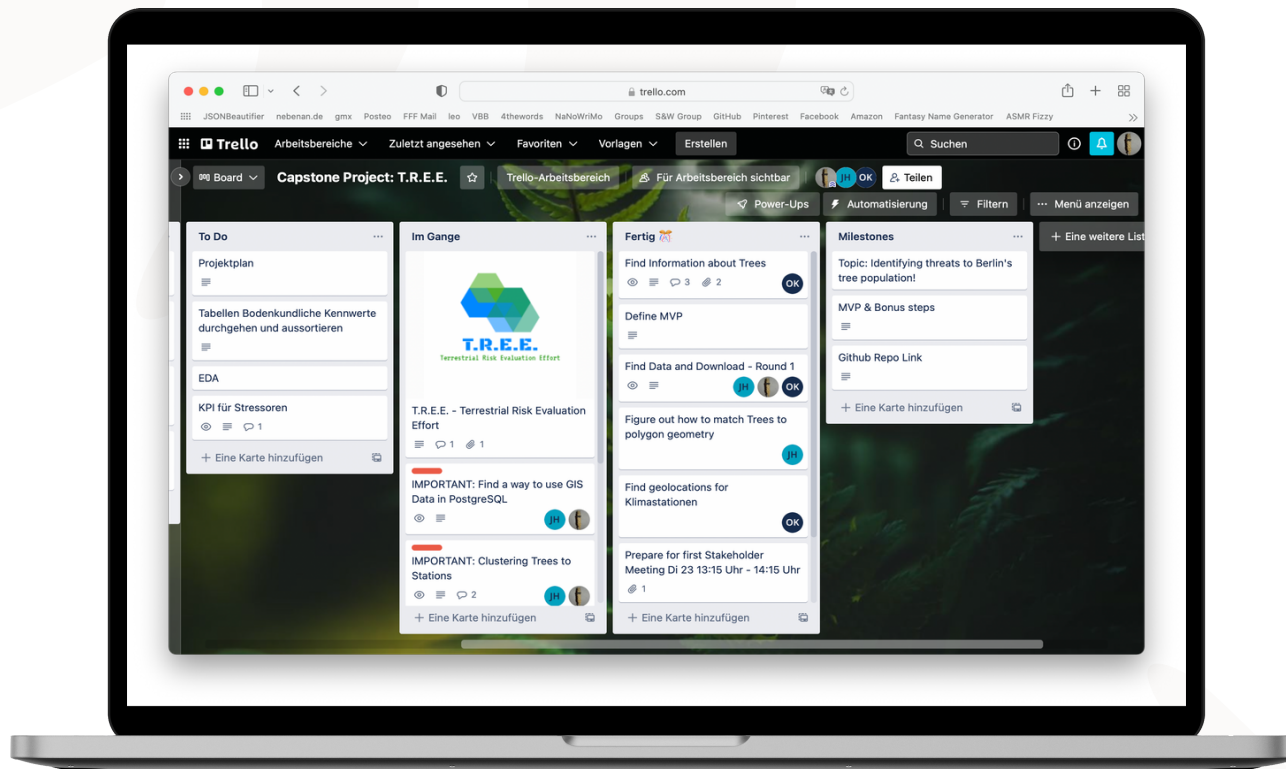 trello.com
JSONBeautifier nebenan.de gmx Posteo FFF Mail leo VBB 4thewords NaNoWriMo Groups S&W Group GitHub Pinterest Facebook Amazon Fantasy Name Generator ASMR Fizzy
Trello Arbeitsbereiche Zuletzt angesehen Favoriten Vorlagen Erstellen Suchen
Board Capstone Project: T.R.E.E. Trello-Arbeitsbereich Für Arbeitsbereich sichtbar JH OK Teilen
Power-Ups Automatisierung Filtern Menü anzeigen
To Do
Projektplan
Tabellen Bodenkundliche Kennwerte
durchgehen und aussortieren
EDA
KPI für Stressoren
1
+ Eine Karte hinzufügen
Im Gange
T.R.E.E.
Terrestrial Risk Evaluation Effort
T.R.E.E. - Terrestrial Risk Evaluation
Effort
1 1
IMPORTANT: Find a way to use GIS
Data in PostgreSQL
JH
IMPORTANT: Clustering Trees to
Stations
2 JH
+ Eine Karte hinzufügen
Fertig
Find Information about Trees
3 2 OK
Define MVP
Find Data and Download - Round 1
JH OK
Figure out how to match Trees to
polygon geometry
JH
Find geolocations for
Klimastationen
OK
Prepare for first Stakeholder
Meeting Di 23 13:15 Uhr - 14:15 Uhr
1
+ Eine Karte hinzufügen
Milestones
Topic: Identifying threats to Berlin's
tree population!
MVP & Bonus steps
Github Repo Link
+ Eine Karte hinzufügen
+ Eine weitere List